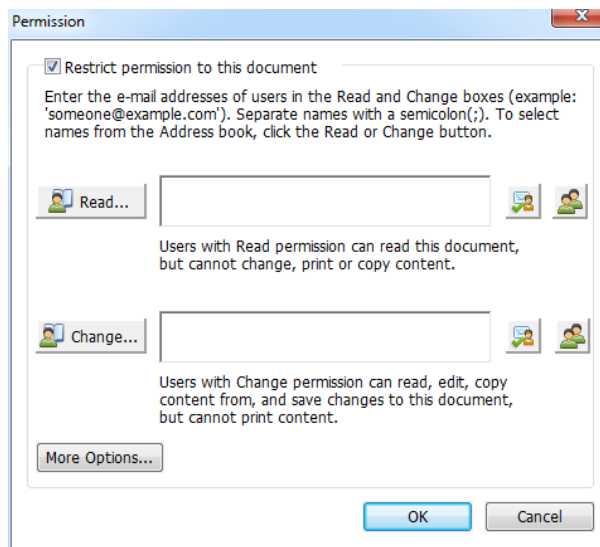 Permission
Restrict permission to this document
Enter the e-mail addresses of users in the Read and Change boxes (example:
'someone@example.com'). Separate names with a semicolon(;). To select
names from the Address book, click the Read or Change button.
Read...
Users with Read permission can read this document,
but cannot change, print or copy content.
Change...
Users with Change permission can read, edit, copy
content from, and save changes to this document,
but cannot print content.
More Options...
OK
Cancel